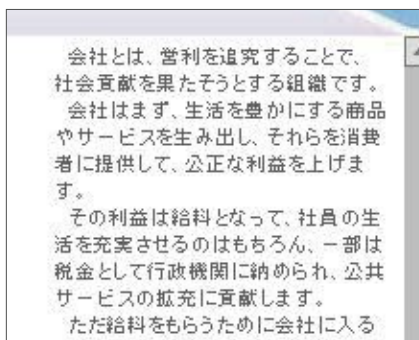 会社とは、営利を追究することで、
社会貢献を果たそうとする組織です。
　会社はまず、生活を豊かにする商品
やサービスを生み出し、それらを消費
者に提供して、公正な利益を上げま
す。
　その利益は給料となって、社員の生
活を充実させるのはもちろん、一部は
税金として行政機関に納められ、公共
サービスの拡充に貢献します。
　ただ給料をもらうために会社に入る